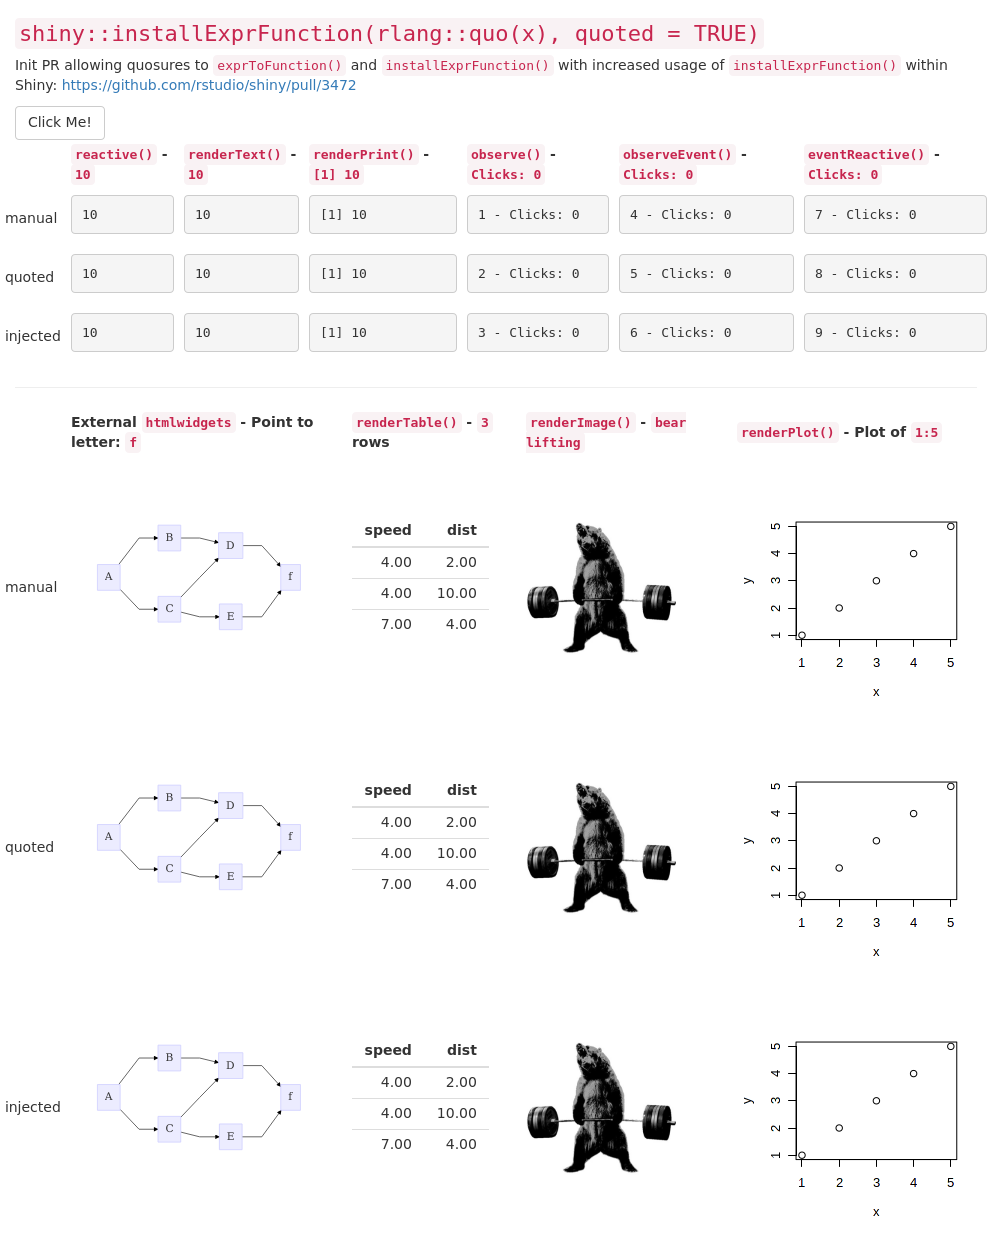 shiny::installExprFunction(rlang::quo(x), quoted = TRUE)
Init PR allowing quosures to exprToFunction() and installExprFunction() with increased usage of installExprFunction() within
Shiny: https://github.com/rstudio/shiny/pull/3472
Click Me!
reactive() - renderText() - renderPrint() - observe() - observeEvent() - eventReactive() -
10 10 [1] 10 Clicks: 0 Clicks: 0 Clicks: 0
manual 10 10 [1] 10 1 - Clicks: 0 4 - Clicks: 0 7 - Clicks: 0
quoted 10 10 [1] 10 2 - Clicks: 0 5 - Clicks: 0 8 - Clicks: 0
injected 10 10 [1] 10 3 - Clicks: 0 6 - Clicks: 0 9 - Clicks: 0
External htmlwidgets - Point to
letter: f
renderTable() - 3
rows
renderImage() - bear
lifting
renderPlot() - Plot of 1:5
manual
A
B
C
D
E
f
speed dist
4.00 2.00
4.00 10.00
7.00 4.00
5
4
3
2
1
y
1 2 3 4 5
x
quoted
A
B
C
D
E
f
speed dist
4.00 2.00
4.00 10.00
7.00 4.00
5
4
3
2
1
y
1 2 3 4 5
x
injected
A
B
C
D
E
f
speed dist
4.00 2.00
4.00 10.00
7.00 4.00
5
4
3
2
1
y
1 2 3 4 5
x